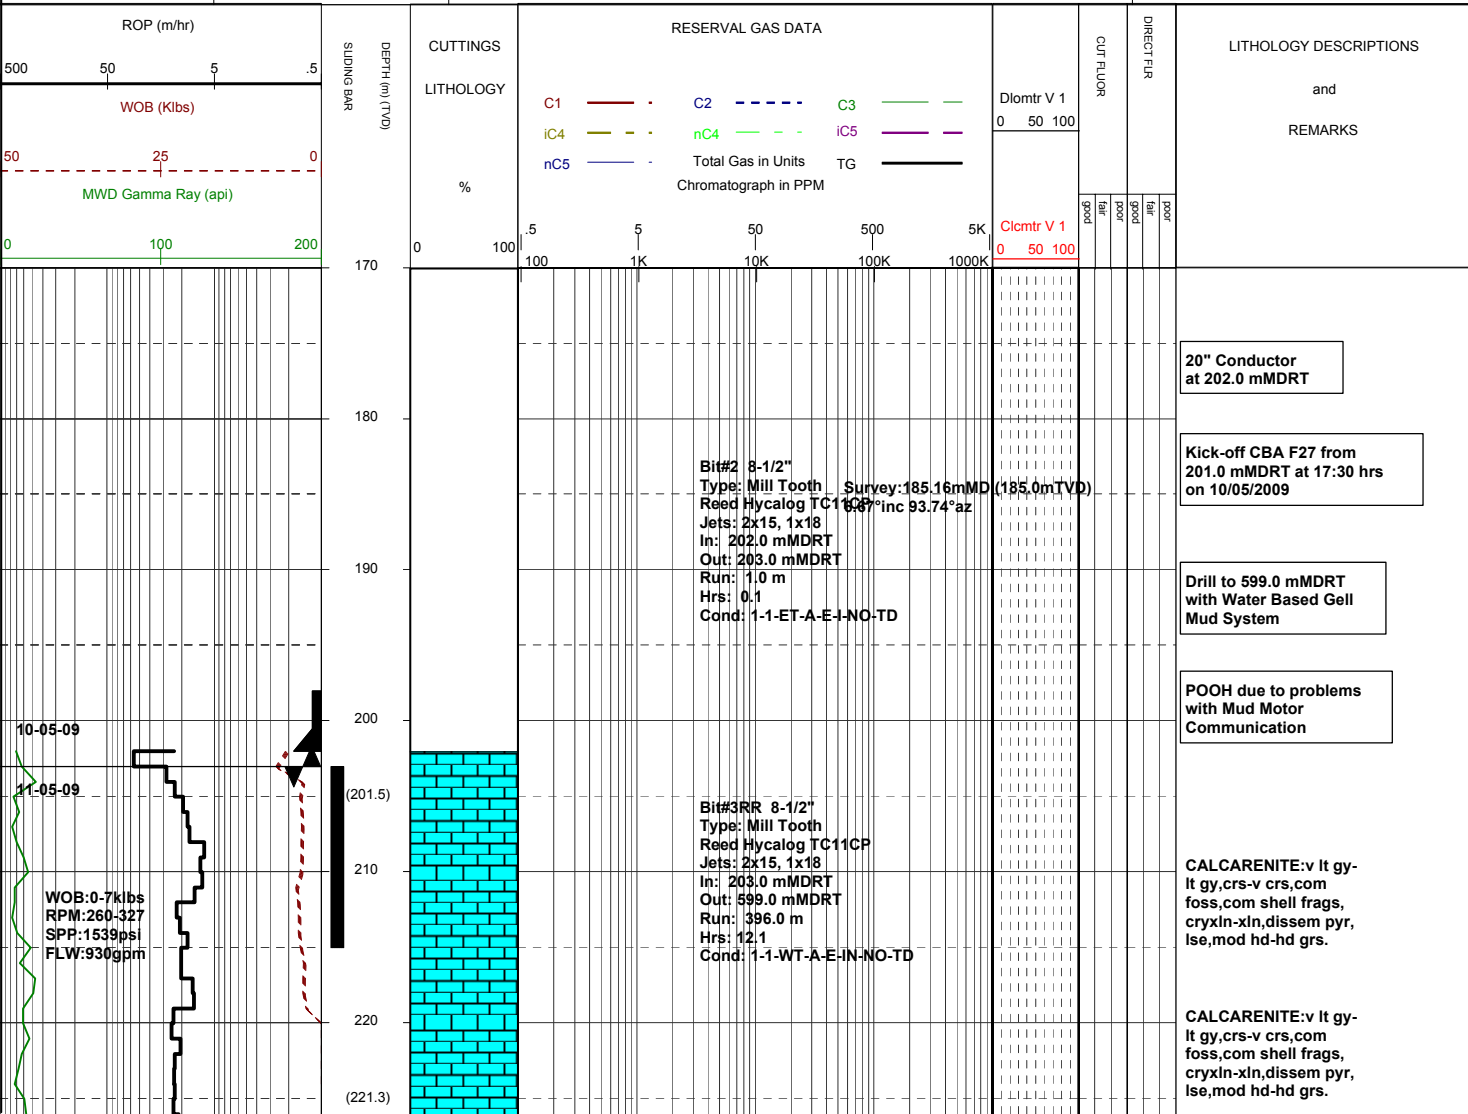 ROP (m/hr)
500 50 5 .5
WOB (Klbs)
50 25 0
MWD Gamma Ray (api)
0 100 200
SLIDING BAR
DEPTH (m) (TVD)
CUTTINGS
LITHOLOGY
%
0 100
RESERVAL GAS DATA
C1 C2 C3
iC4 nC4 iC5
nC5 Total Gas in Units TG
Chromatograph in PPM
.5 5 50 500 5K
100 1K 10K 100K 1000K
Dlomtr V 1
0 50 100
Clcmtr V 1
0 50 100
CUT FLUOR
DIRECT FLR
good fair poor good fair poor
LITHOLOGY DESCRIPTIONS
and
REMARKS
170
20" Conductor
at 202.0 mMDRT
180
Kick-off CBA F27 from
201.0 mMDRT at 17:30 hrs
on 10/05/2009
Bit#2 8-1/2"
Type: Mill Tooth
Reed Hycalog TC11CP
Jets: 2x15, 1x18
In: 202.0 mMDRT
Out: 203.0 mMDRT
Run: 1.0 m
Hrs: 0.1
Cond: 1-1-ET-A-E-I-NO-TD
Survey:185.16mMD (185.0mTVD)
inc 93.74°az
190
Drill to 599.0 mMDRT
with Water Based Gell
Mud System
POOH due to problems
with Mud Motor
Communication
200
10-05-09
11-05-09
(201.5)
Bit#3RR 8-1/2"
Type: Mill Tooth
Reed Hycalog TC11CP
Jets: 2x15, 1x18
In: 203.0 mMDRT
Out: 599.0 mMDRT
Run: 396.0 m
Hrs: 12.1
Cond: 1-1-WT-A-E-IN-NO-TD
210
WOB:0-7klbs
RPM:260-327
SPP:1539psi
FLW:930gpm
CALCARENITE:v lt gy-
lt gy,crs-v crs,com
foss,com shell frags,
cryxln-xln,dissem pyr,
lse,mod hd-hd grs.
220
CALCARENITE:v lt gy-
lt gy,crs-v crs,com
foss,com shell frags,
cryxln-xln,dissem pyr,
lse,mod hd-hd grs.
(221.3)